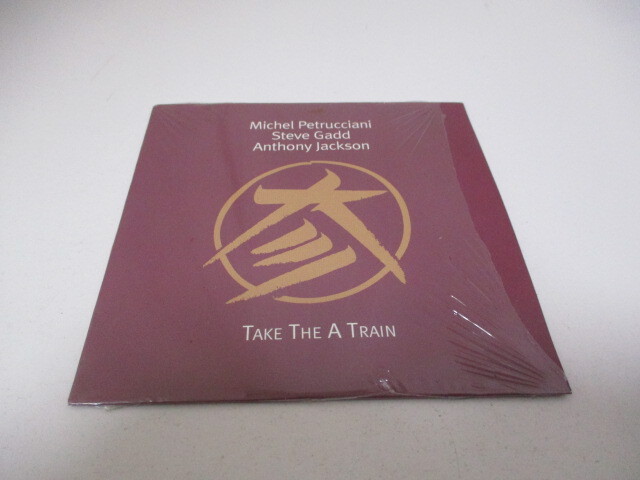 Michel Petrucciani
Steve Gadd
Anthony Jackson
TAKE THE A TRAIN